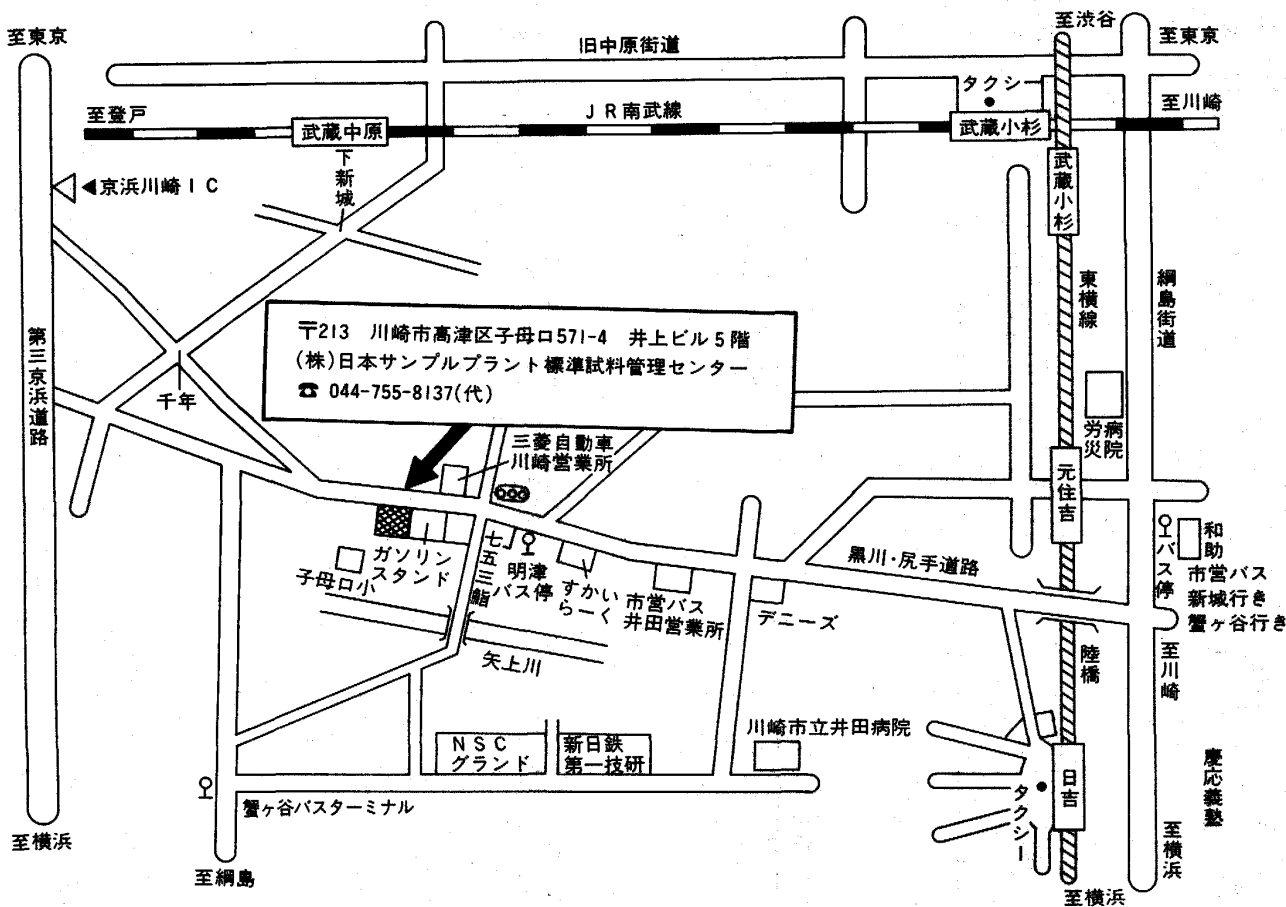 至東京
旧中原街道
至渋谷
至東京
タクシー
至登戸
JR南武線
至川崎
武蔵中原
武蔵小杉
下新城
武蔵小杉
◀京浜川崎IC
東横線
綱島街道
第三京浜道路
〒213 川崎市高津区子母口571-4 井上ビル5階
(株)日本サンプルプラント標準試料管理センター
☎ 044-755-8137(代)
千年
労災
病院
三菱自動車
川崎営業所
元住吉
ガソリン
スタンド
子母口小
七五三鮨
明津
バス停
すかい
らーく
市営バス
井田営業所
デニーズ
黒川・尻手道路
バス停
和助
市営バス
新城行き
蟹ヶ谷行き
矢上川
陸橋
至川崎
NSC
グランド
新日鉄
第一技研
川崎市立井田病院
日吉
タクシー
慶応義塾
蟹ヶ谷バスターミナル
至横浜
至綱島
至横浜
至横浜